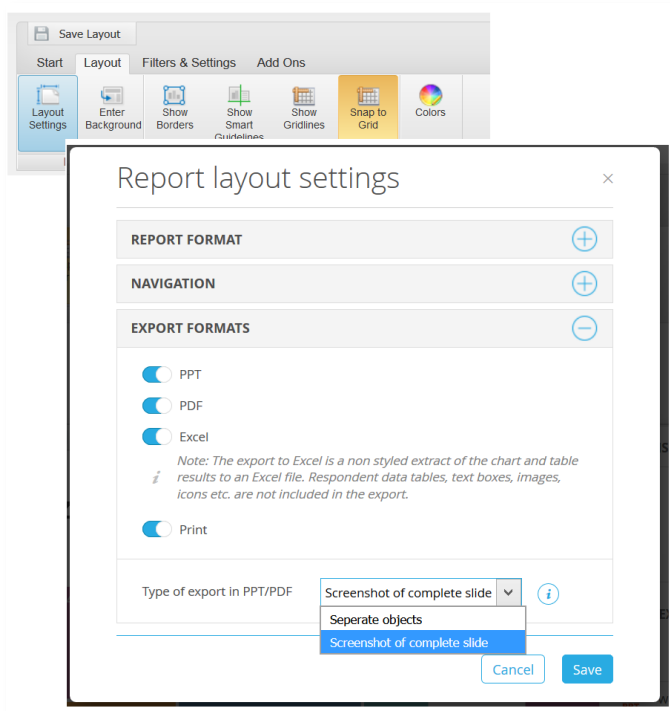 Save Layout
Start Layout Filters & Settings Add Ons
Layout Settings
Enter Background
Show Borders
Show Smart Guidelines
Show Gridlines
Snap to Grid
Colors
Report layout settings
REPORT FORMAT
NAVIGATION
EXPORT FORMATS
PPT
PDF
Excel
Note: The export to Excel is a non styled extract of the chart and table
results to an Excel file. Respondent data tables, text boxes, images,
icons etc. are not included in the export.
Print
Type of export in PPT/PDF Screenshot of complete slide
Seperate objects
Screenshot of complete slide
Cancel Save